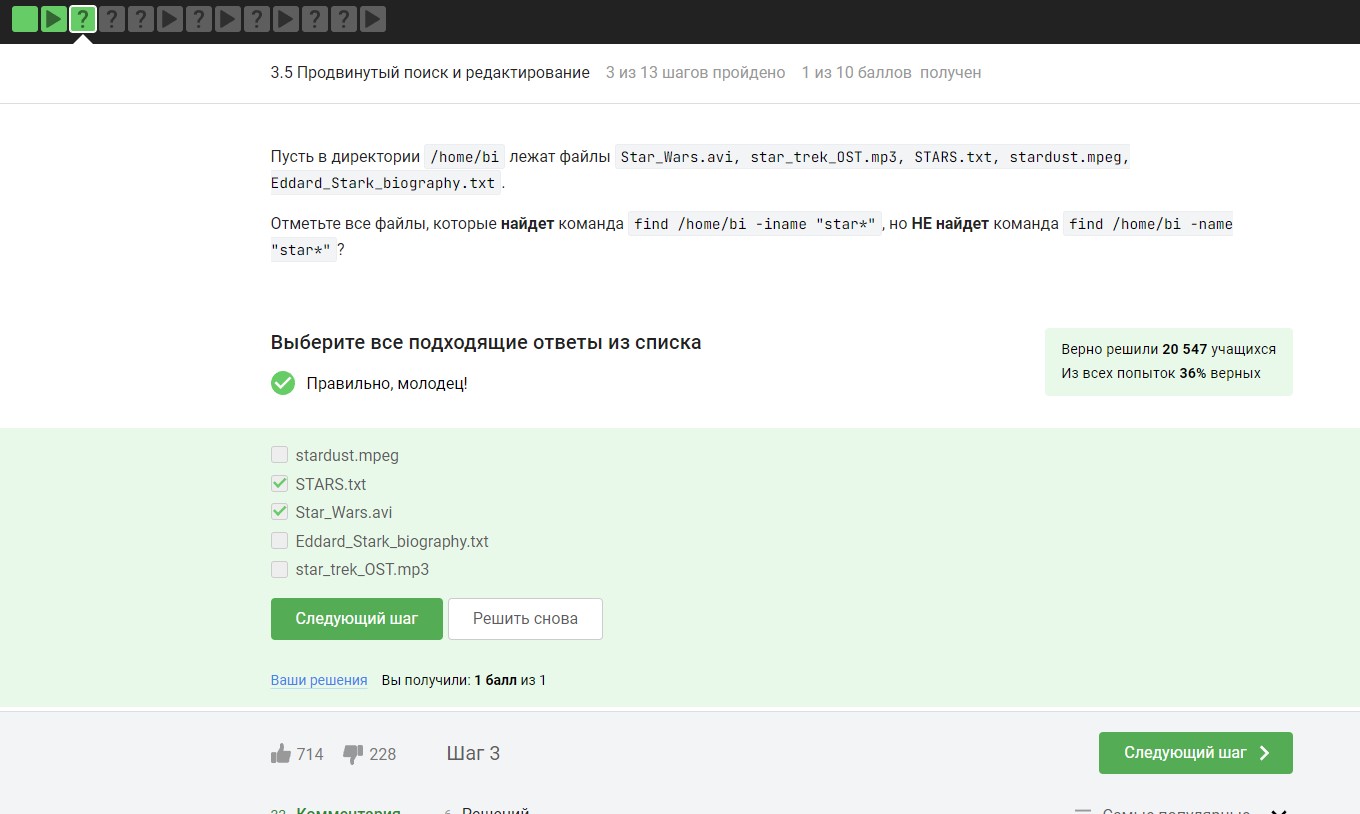 ? ? ? ? ? ? ? ?
3.5 Продвинутый поиск и редактирование 3 из 13 шагов пройдено 1 из 10 баллов получен
Пусть в директории /home/bi лежат файлы Star_Wars.avi, star_trek_OST.mp3, STARS.txt, stardust.mpeg,
Eddard_Stark_biography.txt.
Отметьте все файлы, которые найдет команда find /home/bi -iname "star*", но НЕ найдет команда find /home/bi -name
"star*"?
Выберите все подходящие ответы из списка
Верно решили 20 547 учащихся
Из всех попыток 36% верных
Правильно, молодец!
stardust.mpeg
STARS.txt
Star_Wars.avi
Eddard_Stark_biography.txt
star_trek_OST.mp3
Следующий шаг Решить снова
Ваши решения Вы получили: 1 балл из 1
714 228 Шаг 3 Следующий шаг
Комментария Решений Самые популярные